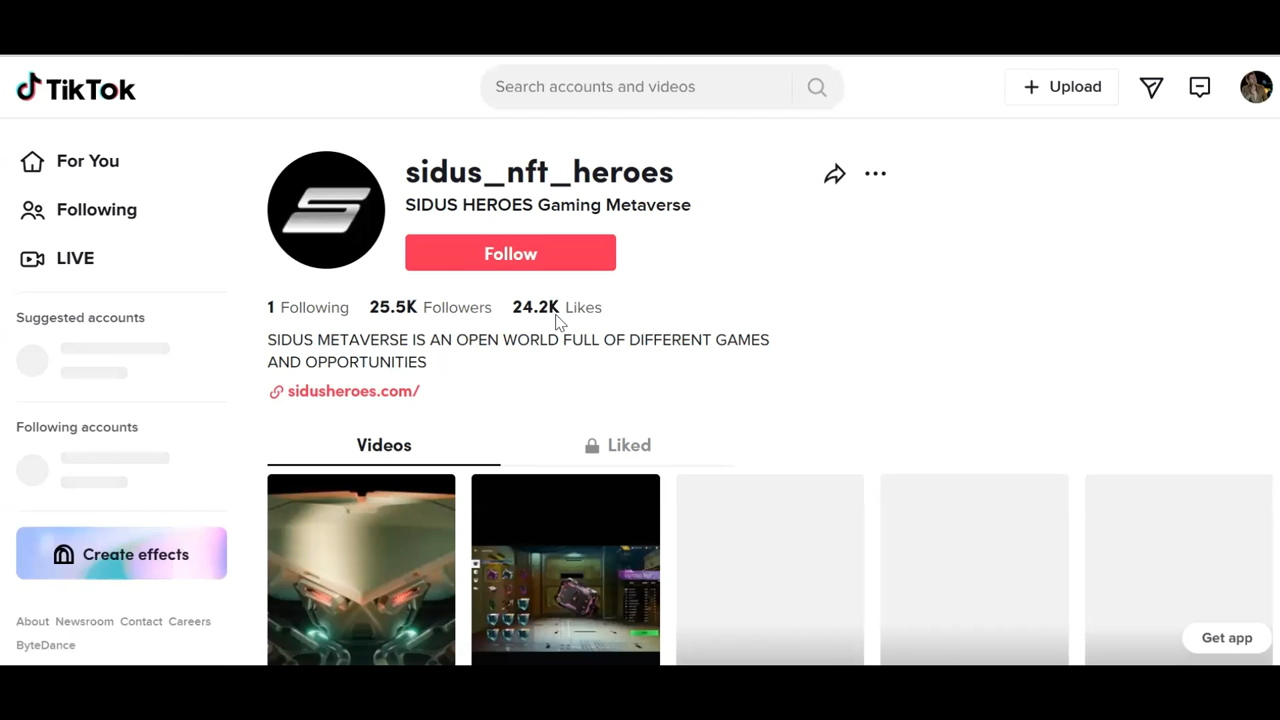 TikTok
Search accounts and videos
Upload
For You
Following
LIVE
Suggested accounts
Following accounts
Create effects
About Newsroom Contact Careers
ByteDance
sidus_nft_heroes
SIDUS HEROES Gaming Metaverse
Follow
1 Following 25.5K Followers 24.2K Likes
SIDUS METAVERSE IS AN OPEN WORLD FULL OF DIFFERENT GAMES
AND OPPORTUNITIES
sidusheroes.com/
Videos Liked
Get app